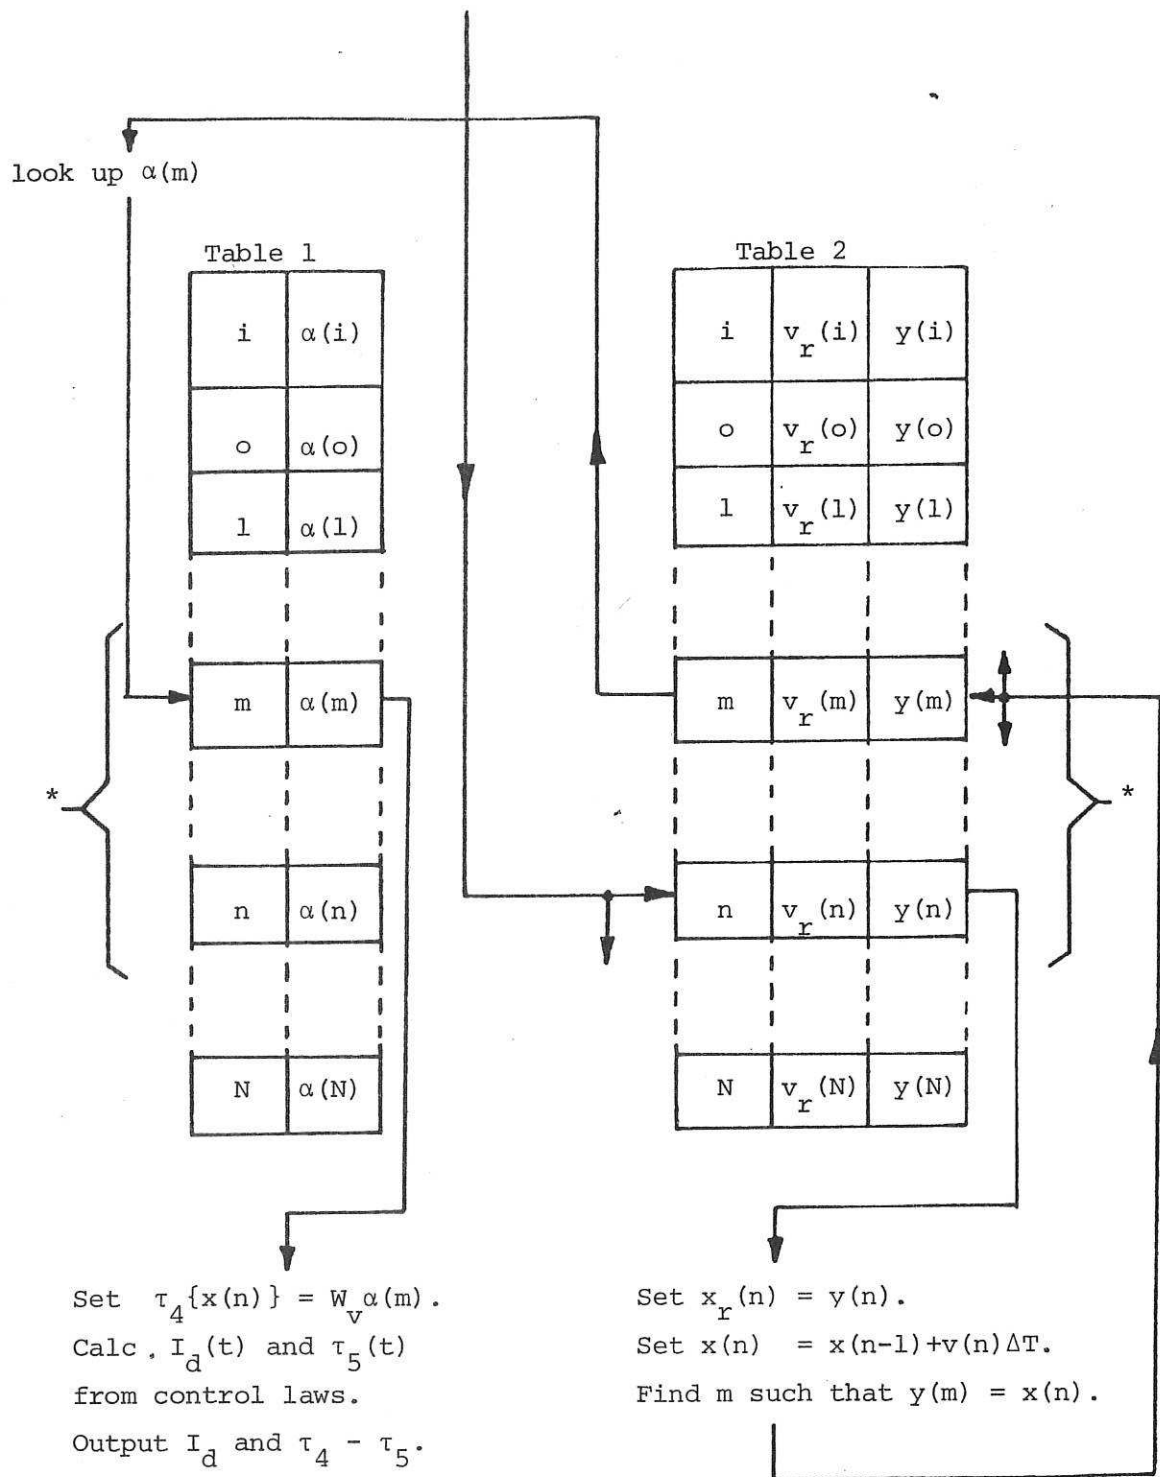 look up α(m)
Table 1
i α(i)
o α(o)
1 α(1)
m α(m)
n α(n)
N α(N)
*
Table 2
i v_r(i) y(i)
o v_r(o) y(o)
1 v_r(1) y(1)
m v_r(m) y(m)
n v_r(n) y(n)
N v_r(N) y(N)
*
Set τ_4{x(n)} = W_v α(m).
Calc. I_d(t) and τ_5(t)
from control laws.
Output I_d and τ_4 - τ_5.
Set x_r(n) = y(n).
Set x(n) = x(n-1)+v(n)ΔT.
Find m such that y(m) = x(n).